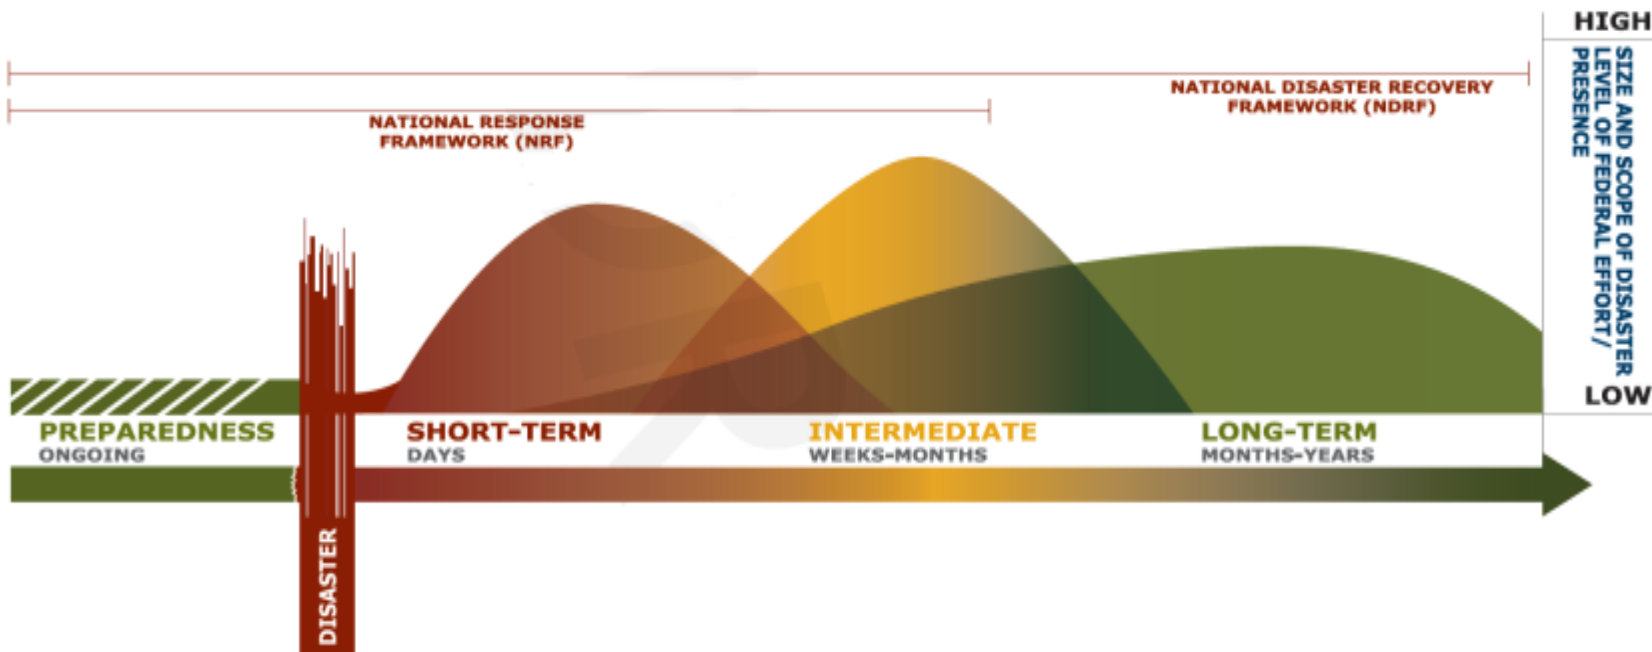 HIGH
SIZE AND SCOPE OF DISASTER
LEVEL OF FEDERAL EFFORT/
PRESENCE
LOW
NATIONAL DISASTER RECOVERY
FRAMEWORK (NDRF)
NATIONAL RESPONSE
FRAMEWORK (NRF)
PREPAREDNESS
ONGOING
SHORT-TERM
DAYS
INTERMEDIATE
WEEKS-MONTHS
LONG-TERM
MONTHS-YEARS
DISASTER